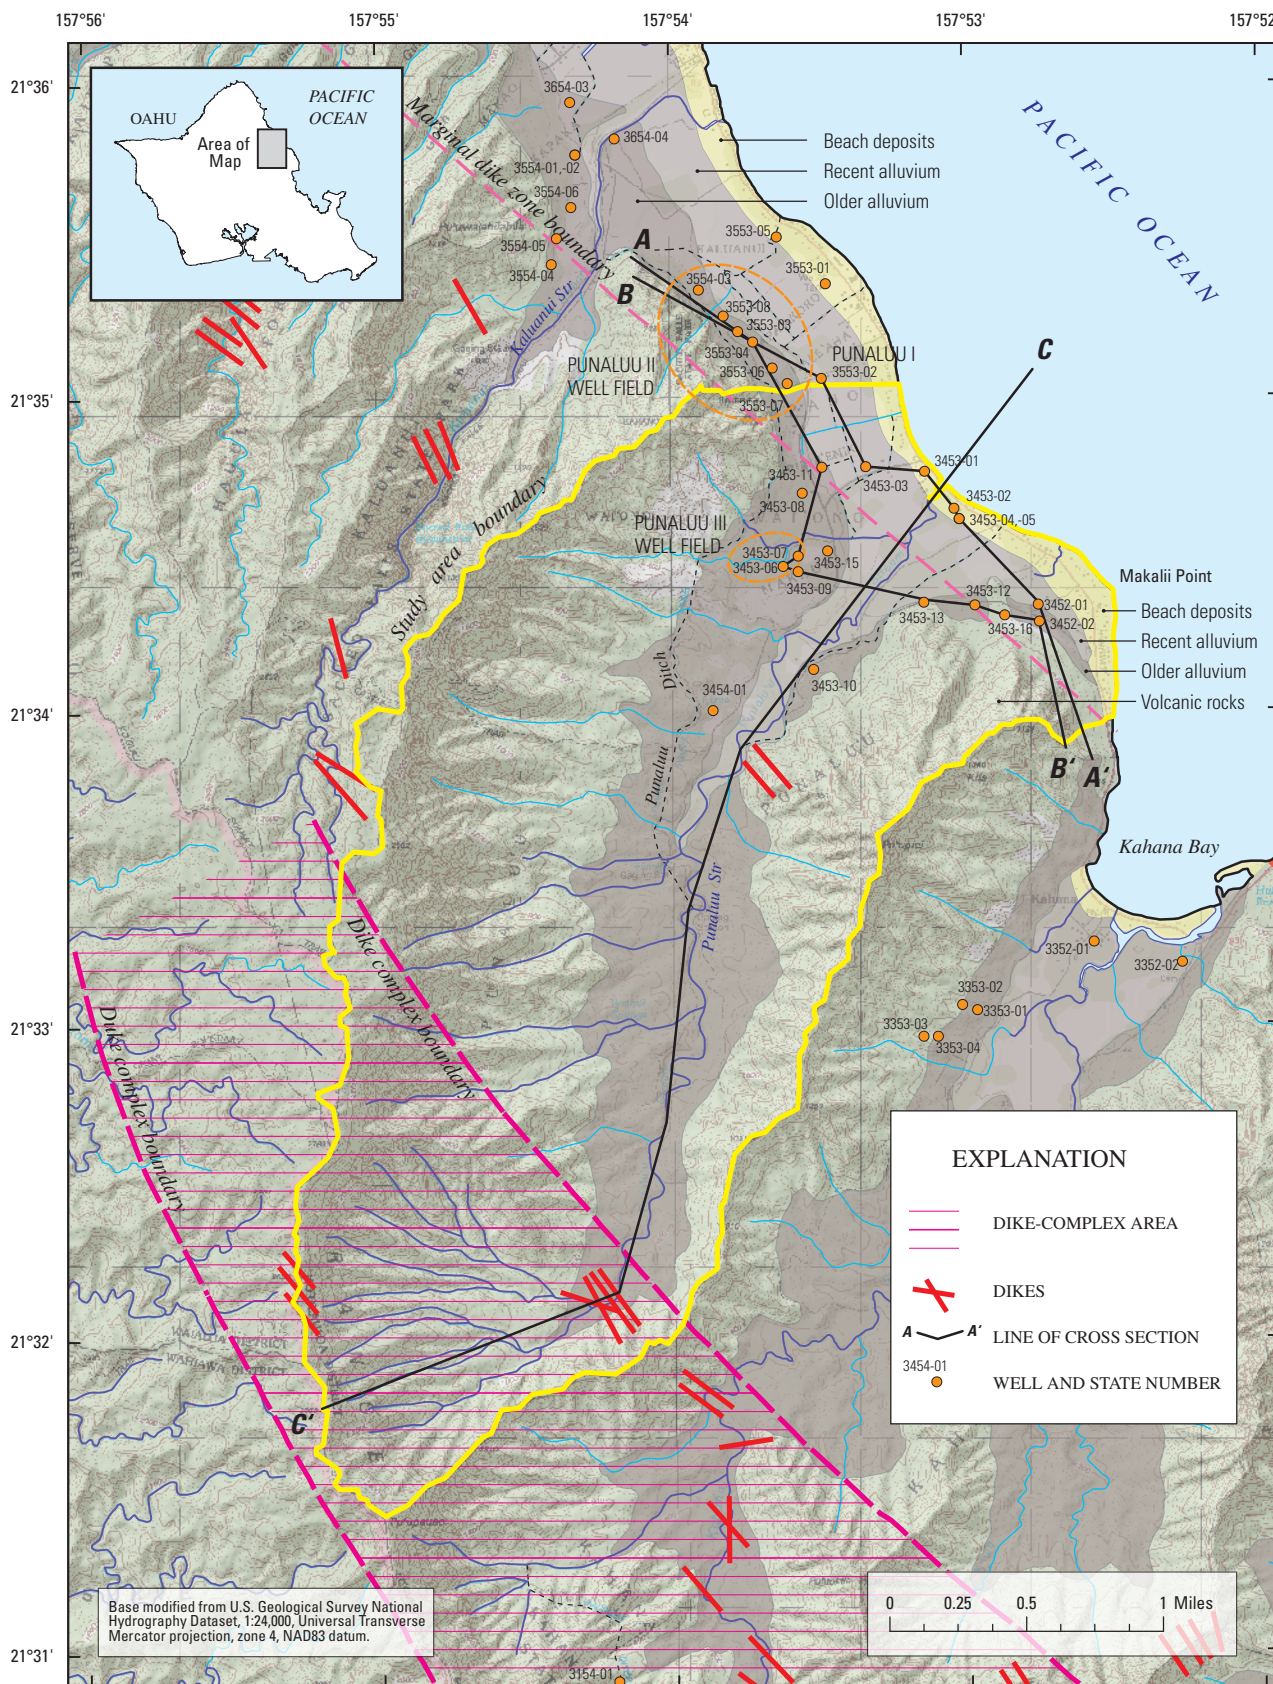 157°56'
157°55'
157°54'
157°53'
157°52
21°36'
21°35'
21°34'
21°33'
21°32'
21°31'
OAHU
PACIFIC
OCEAN
Area of
Map
PACIFIC OCEAN
Marginal dike zone boundary
3654-03
3654-04
3554-01,-02
3554-06
3554-05
3554-04
Beach deposits
Recent alluvium
Older alluvium
A
B
C
Kaluanui Str
3554-03
3553-05
3553-01
3553-08
3553-03
3553-04
3553-06
3553-07
PUNALUU I
3553-02
PUNALUU II
WELL FIELD
Study area boundary
3453-11
3453-08
3453-03
3453-01
3453-02
3453-04,-05
PUNALUU III
WELL FIELD
3453-07
3453-06
3453-15
3453-09
3453-13
3453-12
3453-16
3452-01
3452-02
Makalii Point
Beach deposits
Recent alluvium
Older alluvium
Volcanic rocks
3453-10
3454-01
Punaluu Ditch
PUNALUU
B'
A'
Kahana Bay
Punaluu Str
3352-01
3352-02
3353-02
3353-01
3353-03
3353-04
Dike complex boundary
Duke complex boundary
WAIALUA DISTRICT
WAHIAWA DISTRICT
C'
EXPLANATION
DIKE-COMPLEX AREA
DIKES
A A' LINE OF CROSS SECTION
3454-01
WELL AND STATE NUMBER
0 0.25 0.5 1 Miles
Base modified from U.S. Geological Survey National
Hydrography Dataset, 1:24,000, Universal Transverse
Mercator projection, zone 4, NAD83 datum.
3154-01